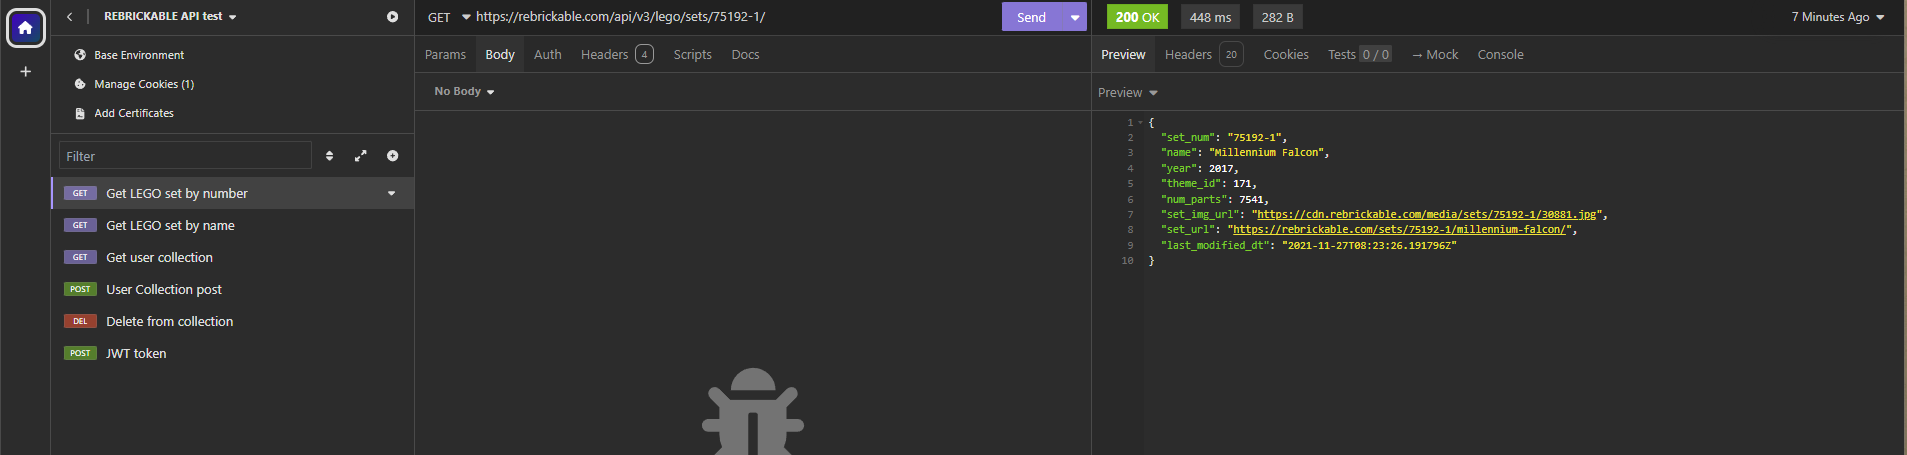 REBRICKABLE API test
Base Environment
Manage Cookies (1)
Add Certificates
Filter
GET Get LEGO set by number
GET Get LEGO set by name
GET Get user collection
POST User Collection post
DEL Delete from collection
POST JWT token
GET https://rebrickable.com/api/v3/lego/sets/75192-1/ Send
Params Body Auth Headers 4 Scripts Docs
No Body
200 OK 448 ms 282 B 7 Minutes Ago
Preview Headers 20 Cookies Tests 0 / 0 → Mock Console
Preview
1 {
2 "set_num": "75192-1",
3 "name": "Millennium Falcon",
4 "year": 2017,
5 "theme_id": 171,
6 "num_parts": 7541,
7 "set_img_url": "https://cdn.rebrickable.com/media/sets/75192-1/30881.jpg",
8 "set_url": "https://rebrickable.com/sets/75192-1/millennium-falcon/",
9 "last_modified_dt": "2021-11-27T08:23:26.191796Z"
10 }